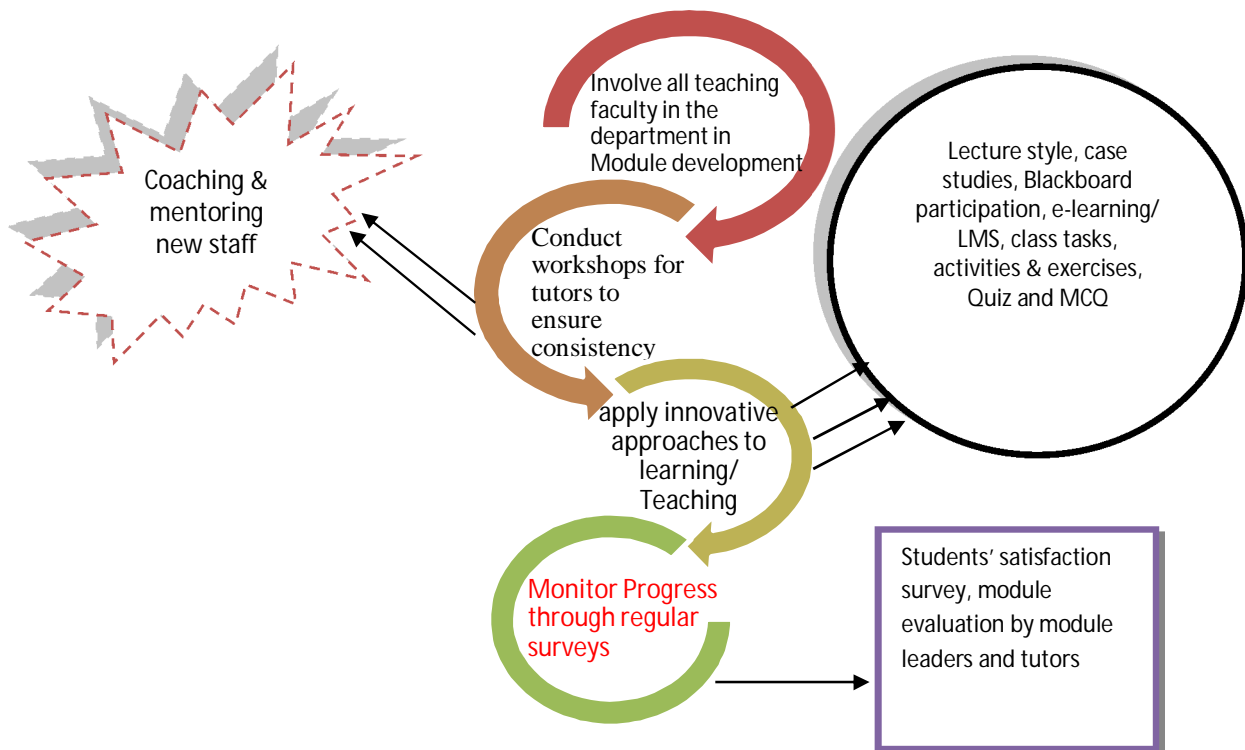 Involve all teaching
faculty in the
department in
Module development
Coaching &
mentoring
new staff
Lecture style, case
studies, Blackboard
participation, e-learning/
LMS, class tasks,
activities & exercises,
Quiz and MCQ
Conduct
workshops for
tutors to
ensure
consistency
apply innovative
approaches to
learning/
Teaching
Monitor Progress
through regular
surveys
Students’ satisfaction
survey, module
evaluation by module
leaders and tutors